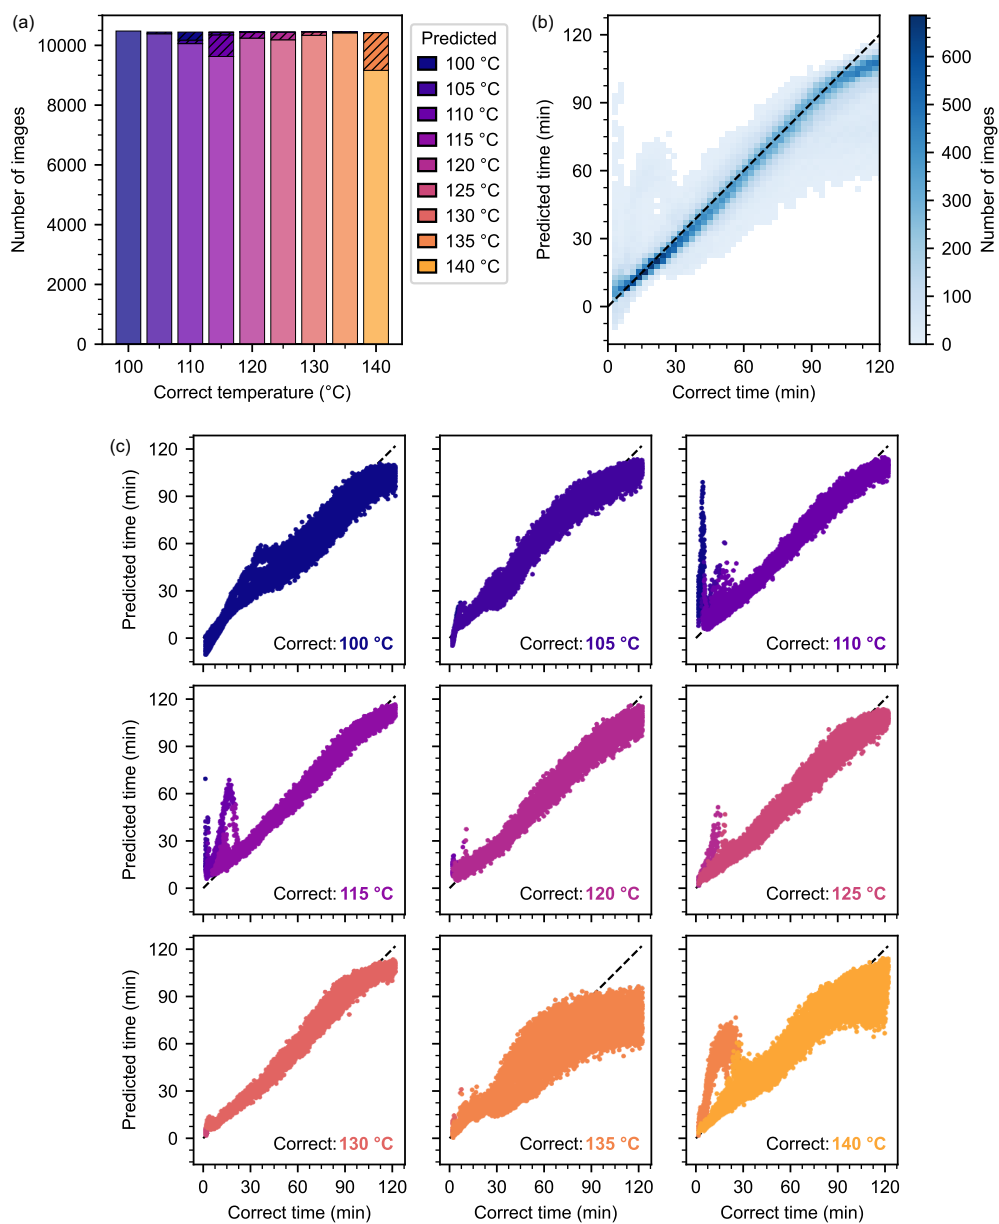 (a)
Number of images
10000
8000
6000
4000
2000
0
100
110
120
130
140
Correct temperature (°C)
Predicted
100 °C
105 °C
110 °C
115 °C
120 °C
125 °C
130 °C
135 °C
140 °C
(b)
Predicted time (min)
120
90
60
30
0
0
30
60
90
120
Correct time (min)
600
500
400
300
200
100
0
Number of images
(c)
Predicted time (min)
120
90
60
30
0
Correct: 100 °C
Correct: 105 °C
Correct: 110 °C
Predicted time (min)
120
90
60
30
0
Correct: 115 °C
Correct: 120 °C
Correct: 125 °C
Predicted time (min)
120
90
60
30
0
Correct: 130 °C
Correct: 135 °C
Correct: 140 °C
0 30 60 90 120
0 30 60 90 120
0 30 60 90 120
Correct time (min)
Correct time (min)
Correct time (min)